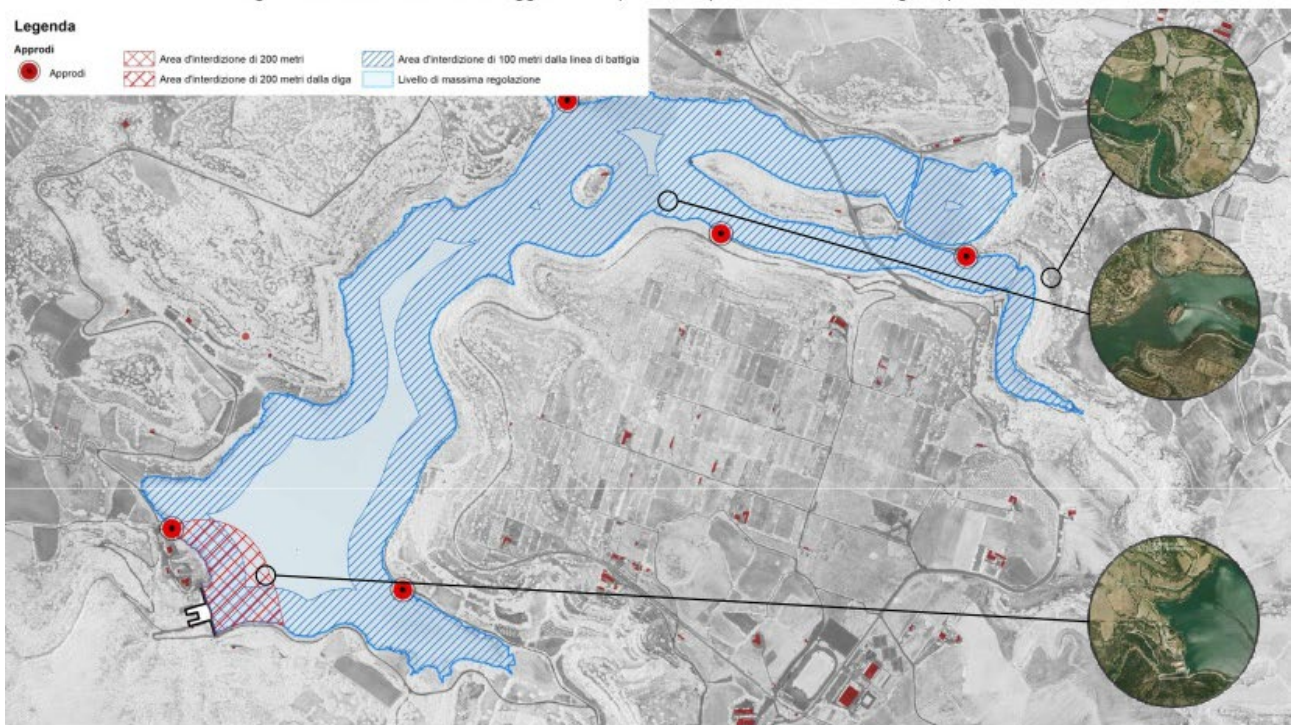 Legenda
Approdi
Approdi
Area d'interdizione di 200 metri
Area d'interdizione di 200 metri dalla diga
Area d'interdizione di 100 metri dalla linea di battigia
Livello di massima regolazione